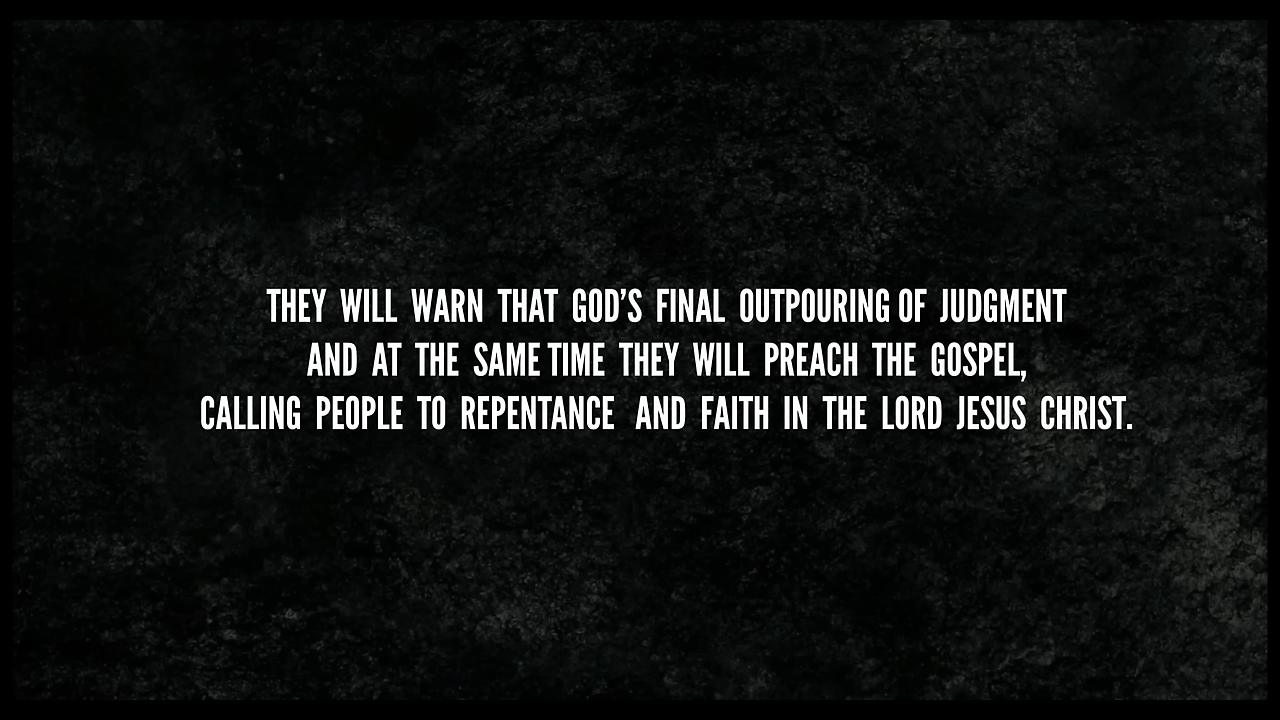 THEY WILL WARN THAT GOD’S FINAL OUTPOURING OF JUDGMENT
AND AT THE SAME TIME THEY WILL PREACH THE GOSPEL,
CALLING PEOPLE TO REPENTANCE AND FAITH IN THE LORD JESUS CHRIST.